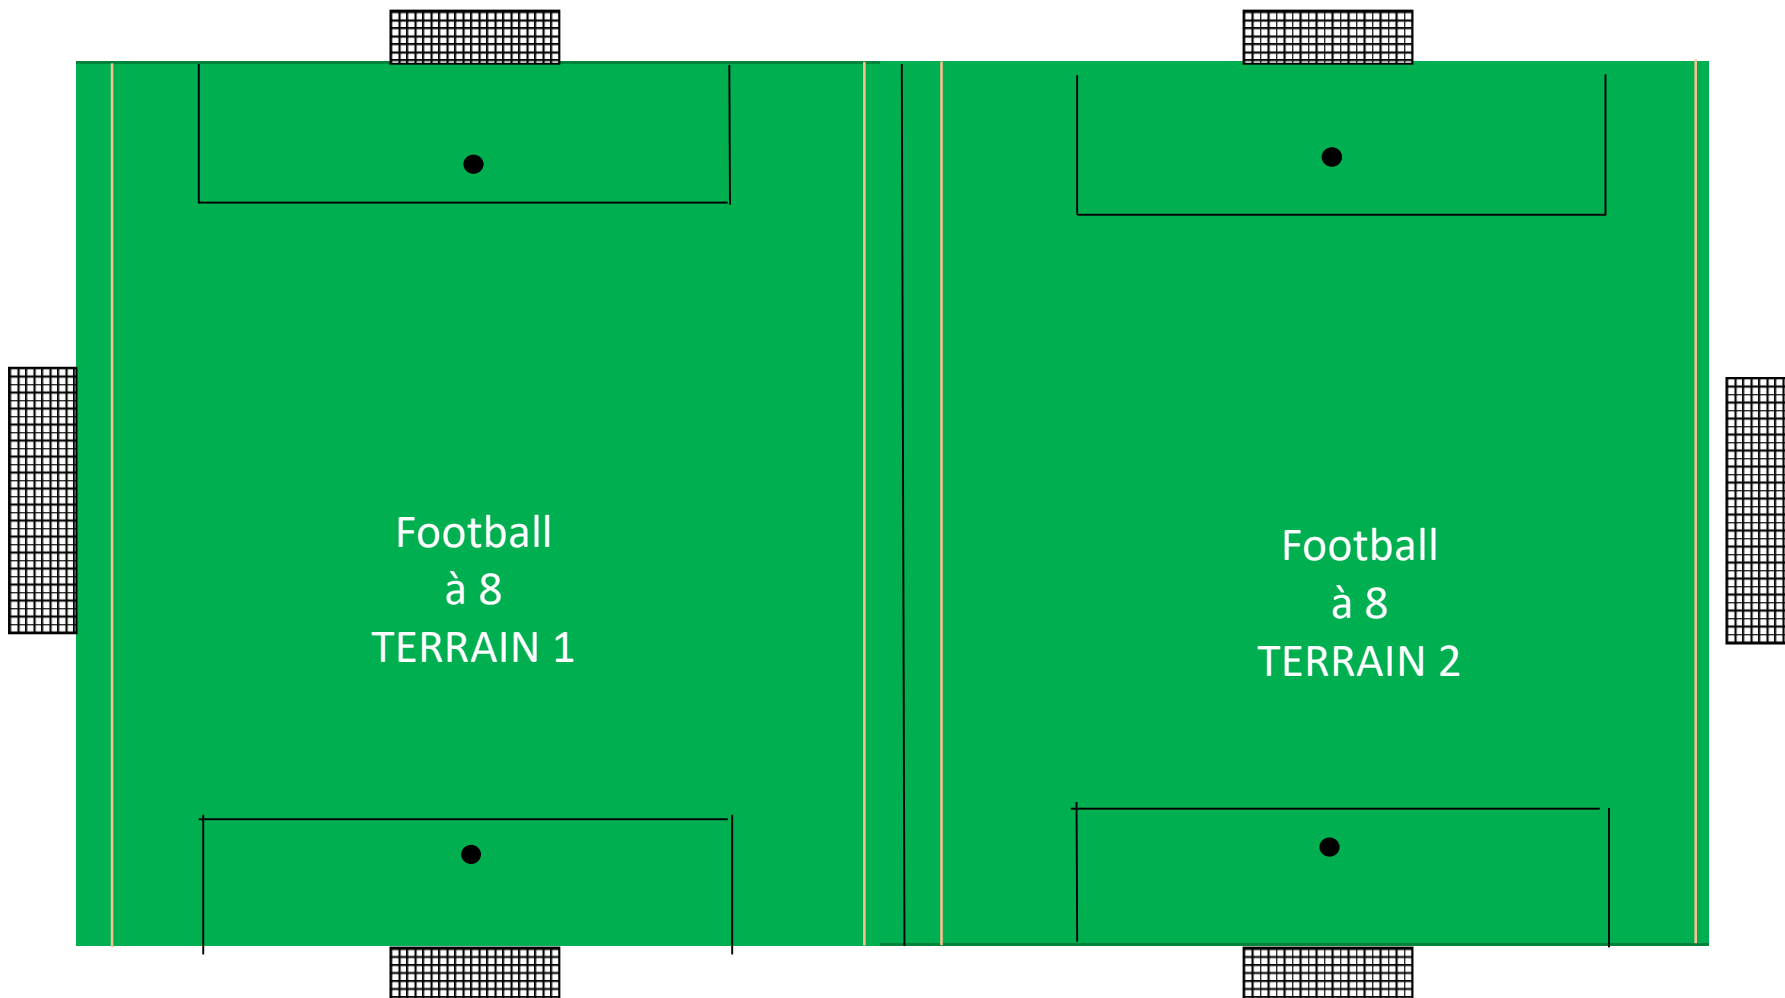 Football
à 8
TERRAIN 1
Football
à 8
TERRAIN 2